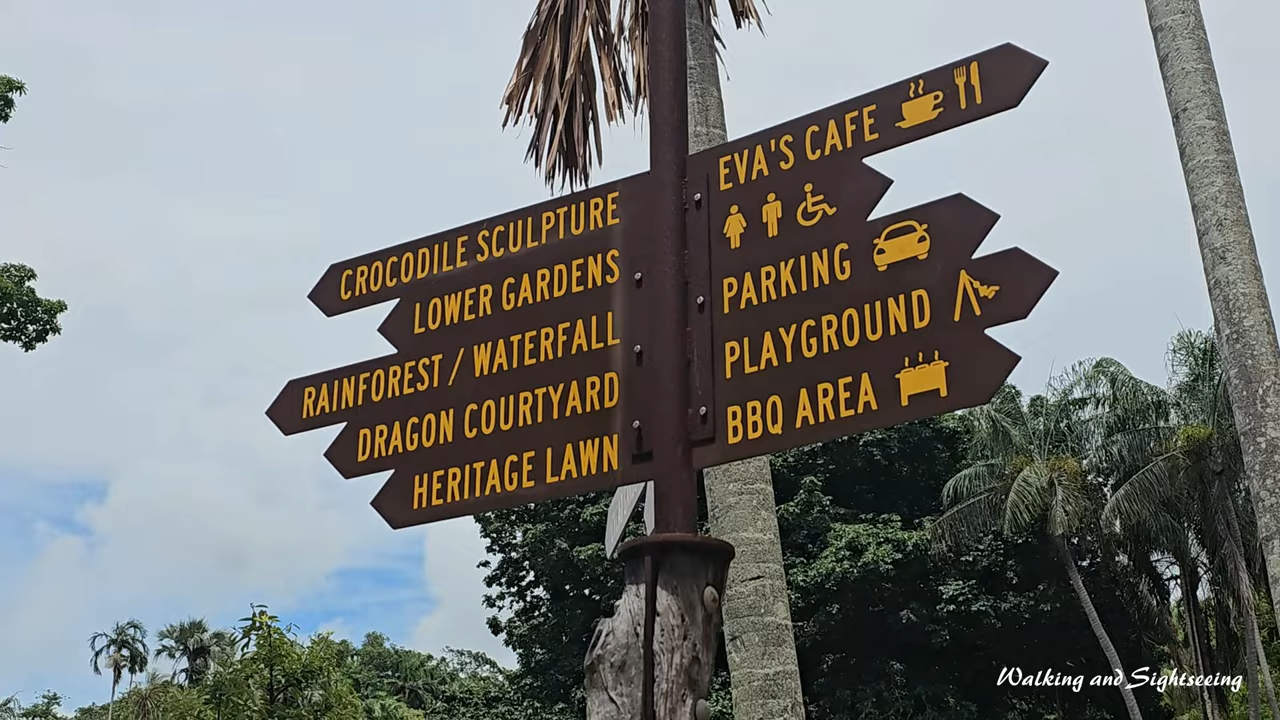 CROCODILE SCULPTURE
LOWER GARDENS
RAINFOREST / WATERFALL
DRAGON COURTYARD
HERITAGE LAWN
EVA'S CAFE
PARKING
PLAYGROUND
BBQ AREA
Walking and Sightseeing